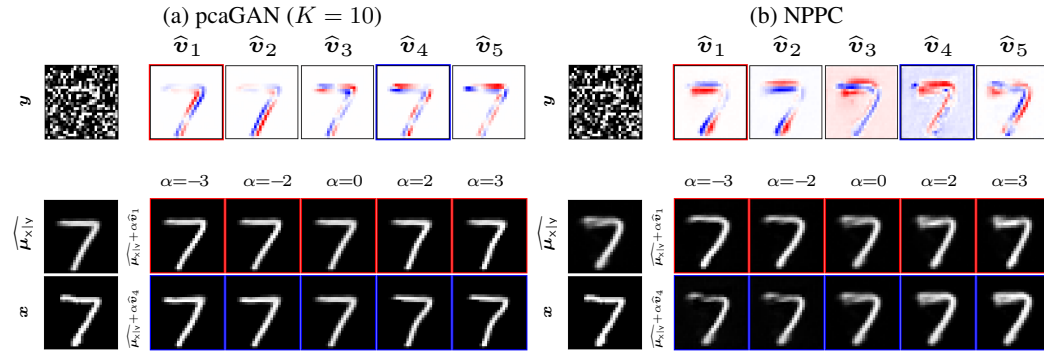 (a) pcaGAN (K = 10)
(b) NPPC
v̂₁ v̂₂ v̂₃ v̂₄ v̂₅
v̂₁ v̂₂ v̂₃ v̂₄ v̂₅
y
y
α=−3 α=−2 α=0 α=2 α=3
α=−3 α=−2 α=0 α=2 α=3
μ̂ₓ|ᵧ
μ̂ₓ|ᵧ+αv̂₁
μ̂ₓ|ᵧ
μ̂ₓ|ᵧ+αv̂₁
x
μ̂ₓ|ᵧ+αv̂₄
x
μ̂ₓ|ᵧ+αv̂₄